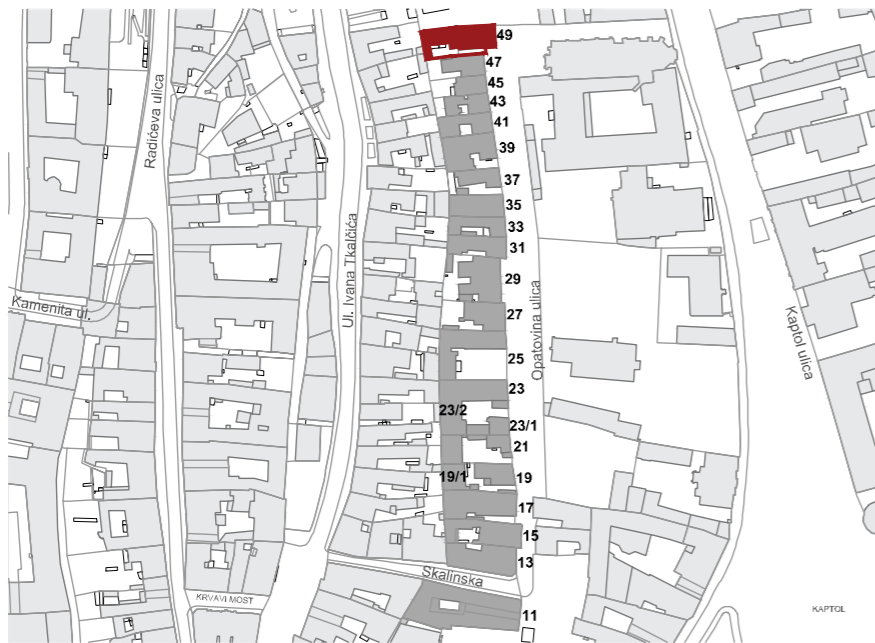 49
47
45
43
41
39
37
35
33
31
29
27
25
23
23/2
23/1
21
19/1
19
17
15
13
11
Radićeva ulica
Ul. Ivana Tkalčića
Kamenita ul.
Opatovina ulica
Kaptol ulica
Skalinska
KRVAVI MOST
KAPTOL